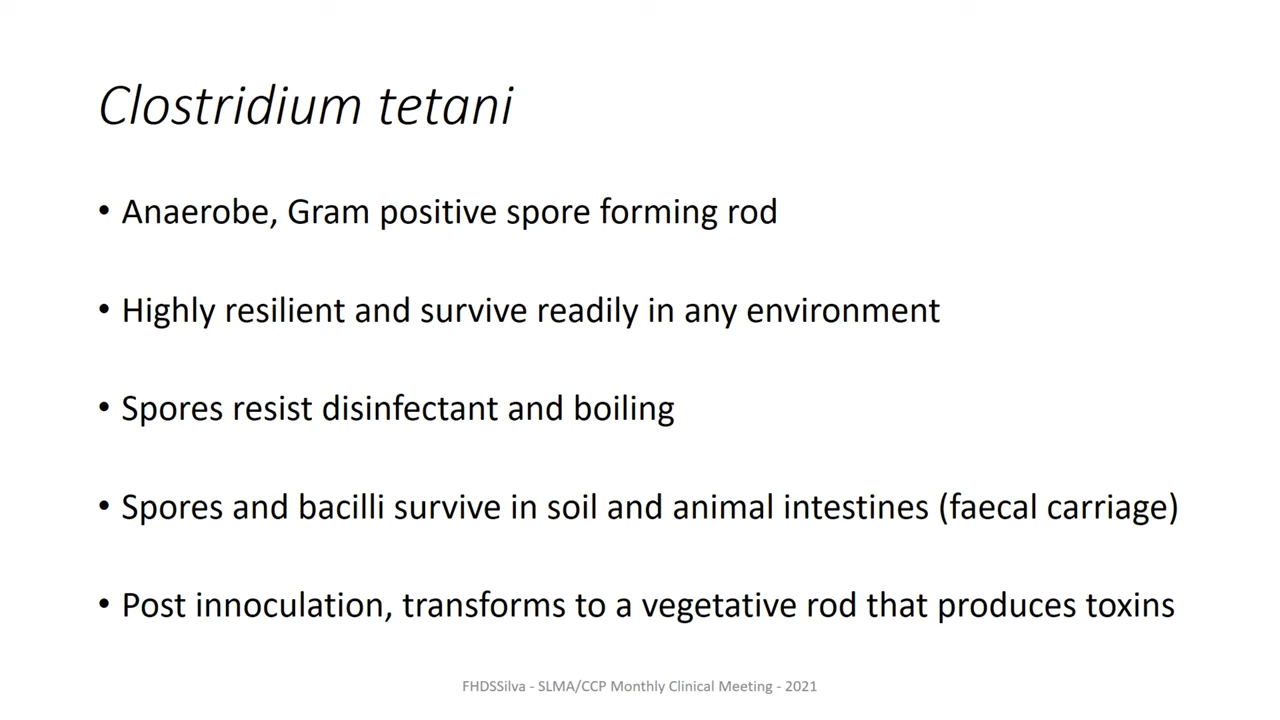 Clostridium tetani
• Anaerobe, Gram positive spore forming rod
• Highly resilient and survive readily in any environment
• Spores resist disinfectant and boiling
• Spores and bacilli survive in soil and animal intestines (faecal carriage)
• Post innoculation, transforms to a vegetative rod that produces toxins
FHDSSilva - SLMA/CCP Monthly Clinical Meeting - 2021